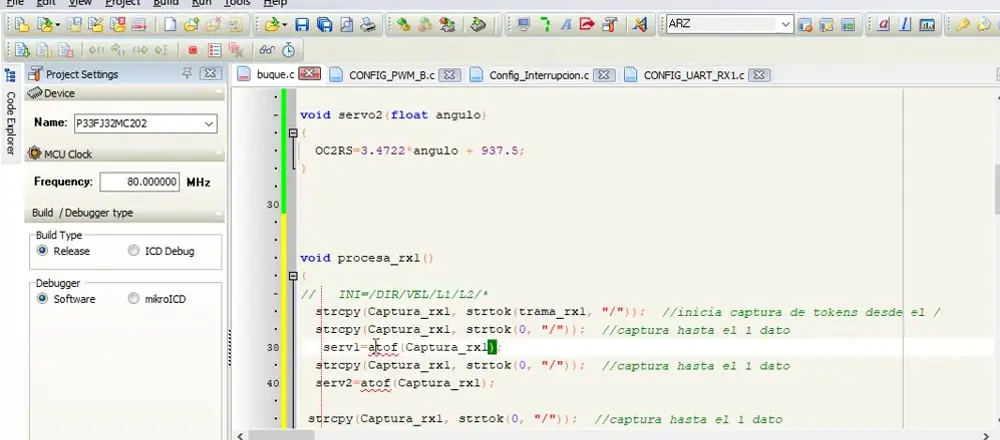 File Edit View Project Build Run Tools Help
ARZ
Project Settings
Device
Name: P33FJ32MC202
MCU Clock
Frequency: 80.000000 MHz
Build / Debugger type
Build Type
Release ICD Debug
Debugger
Software mikroICD
Code Explorer
buque.c CONFIG_PWM_B.c Config_Interrupcion.c CONFIG_UART_RX1.c
void servo2(float angulo)
{
OC2RS=3.4722*angulo + 937.5;
}
30
void procesa_rx1()
{
// INI=/DIR/VEL/L1/L2/*
strcpy(Captura_rx1, strtok(trama_rx1, "/")); //inicia captura de tokens desde el /
strcpy(Captura_rx1, strtok(0, "/")); //captura hasta el 1 dato
38 serv1=atof(Captura_rx1);
strcpy(Captura_rx1, strtok(0, "/")); //captura hasta el 1 dato
40 serv2=atof(Captura_rx1);
strcpy(Captura_rx1, strtok(0, "/")); //captura hasta el 1 dato